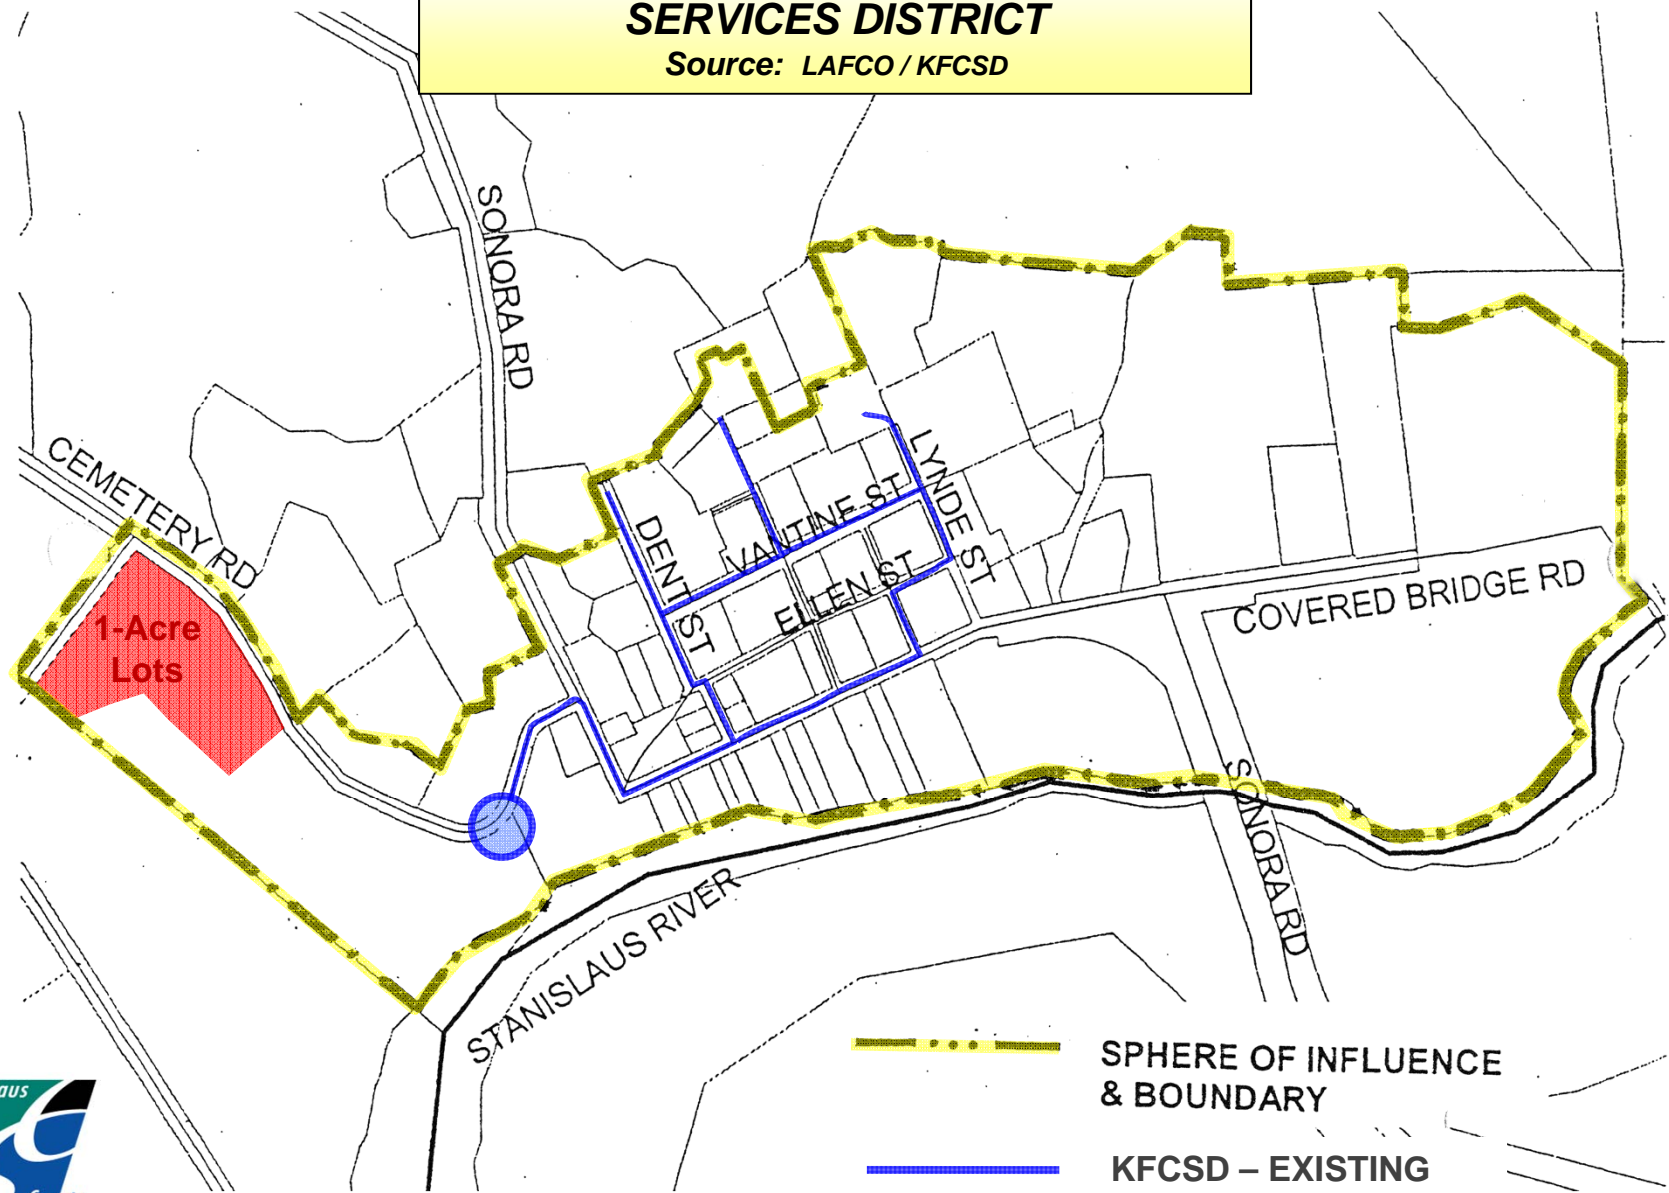 SERVICES DISTRICT
Source: LAFCO / KFCSD
SONORA RD
CEMETERY RD
1-Acre
Lots
DENT ST
VANTINE ST
ELLEN ST
LYNDE ST
COVERED BRIDGE RD
SONORA RD
STANISLAUS RIVER
SPHERE OF INFLUENCE
& BOUNDARY
KFCSD – EXISTING
aus